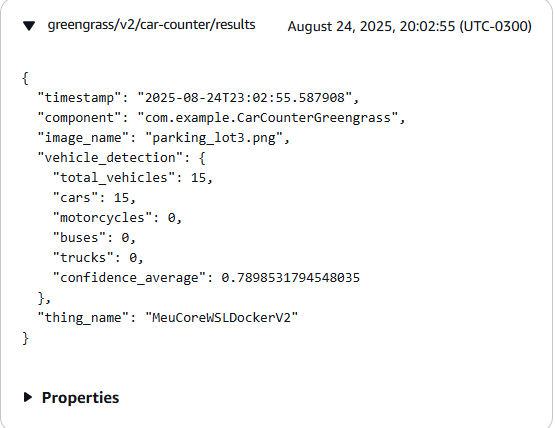 greengrass/v2/car-counter/results August 24, 2025, 20:02:55 (UTC-0300)
{
  "timestamp": "2025-08-24T23:02:55.587908",
  "component": "com.example.CarCounterGreengrass",
  "image_name": "parking_lot3.png",
  "vehicle_detection": {
    "total_vehicles": 15,
    "cars": 15,
    "motorcycles": 0,
    "buses": 0,
    "trucks": 0,
    "confidence_average": 0.7898531794548035
  },
  "thing_name": "MeuCoreWSLDockerV2"
}
Properties